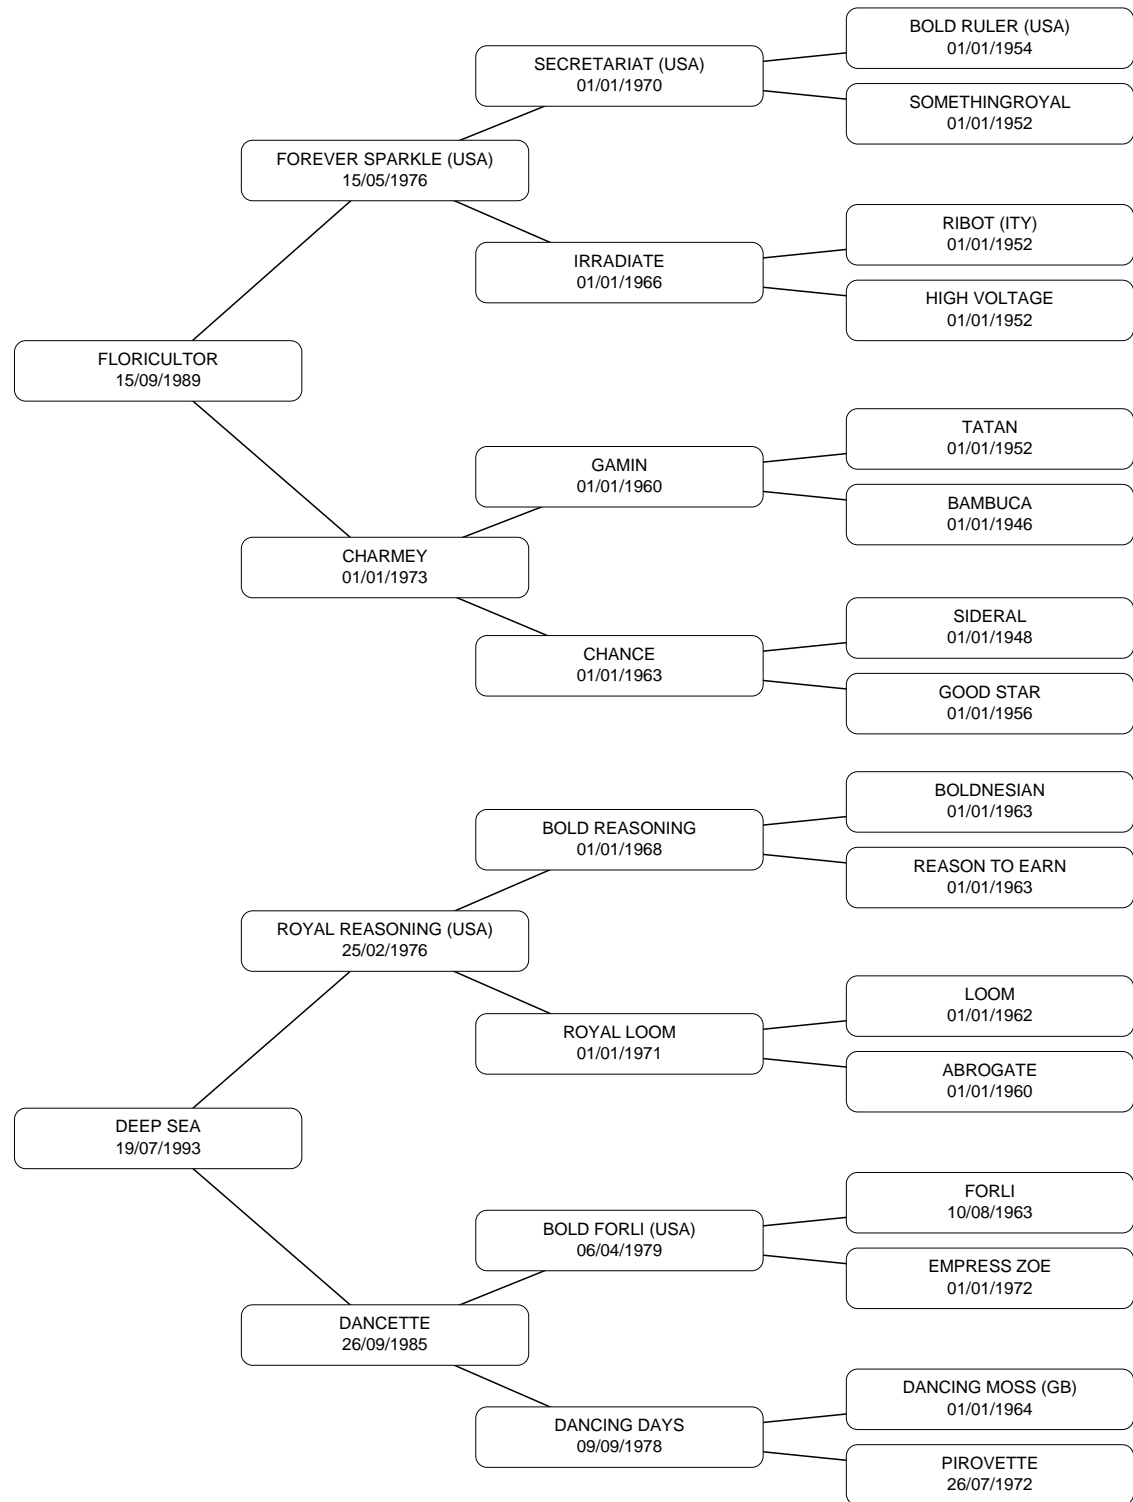 BOLD RULER (USA)
01/01/1954
SECRETARIAT (USA)
01/01/1970
SOMETHINGROYAL
01/01/1952
FOREVER SPARKLE (USA)
15/05/1976
RIBOT (ITY)
01/01/1952
IRRADIATE
01/01/1966
HIGH VOLTAGE
01/01/1952
FLORICULTOR
15/09/1989
TATAN
01/01/1952
GAMIN
01/01/1960
BAMBUCA
01/01/1946
CHARMEY
01/01/1973
SIDERAL
01/01/1948
CHANCE
01/01/1963
GOOD STAR
01/01/1956
BOLDNESIAN
01/01/1963
BOLD REASONING
01/01/1968
REASON TO EARN
01/01/1963
ROYAL REASONING (USA)
25/02/1976
LOOM
01/01/1962
ROYAL LOOM
01/01/1971
ABROGATE
01/01/1960
DEEP SEA
19/07/1993
FORLI
10/08/1963
BOLD FORLI (USA)
06/04/1979
EMPRESS ZOE
01/01/1972
DANCETTE
26/09/1985
DANCING MOSS (GB)
01/01/1964
DANCING DAYS
09/09/1978
PIROVETTE
26/07/1972